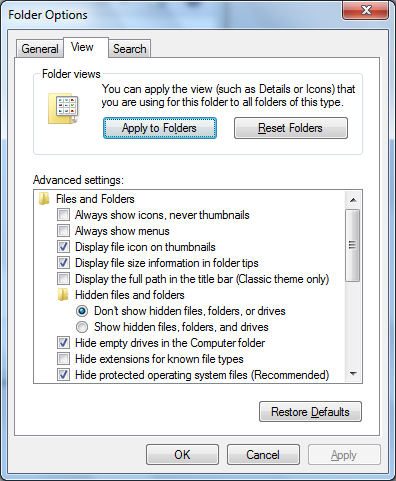 Folder Options
General View Search
Folder views
You can apply the view (such as Details or Icons) that
you are using for this folder to all folders of this type.
Apply to Folders Reset Folders
Advanced settings:
Files and Folders
Always show icons, never thumbnails
Always show menus
Display file icon on thumbnails
Display file size information in folder tips
Display the full path in the title bar (Classic theme only)
Hidden files and folders
Don't show hidden files, folders, or drives
Show hidden files, folders, and drives
Hide empty drives in the Computer folder
Hide extensions for known file types
Hide protected operating system files (Recommended)
Restore Defaults
OK Cancel Apply